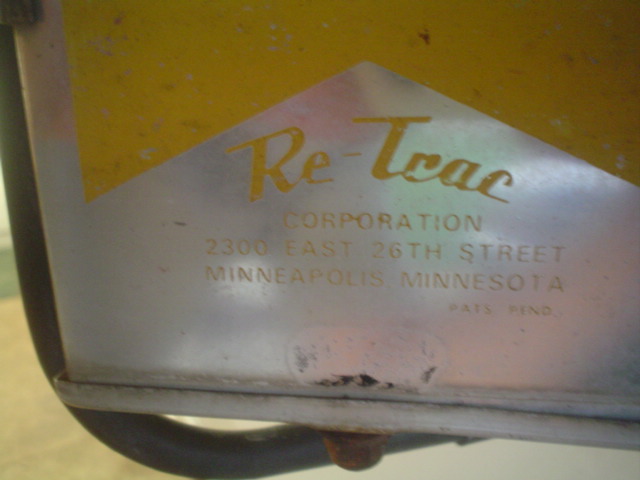 Re-Trac
CORPORATION
2300 EAST 26TH STREET
MINNEAPOLIS, MINNESOTA
PATS. PEND.